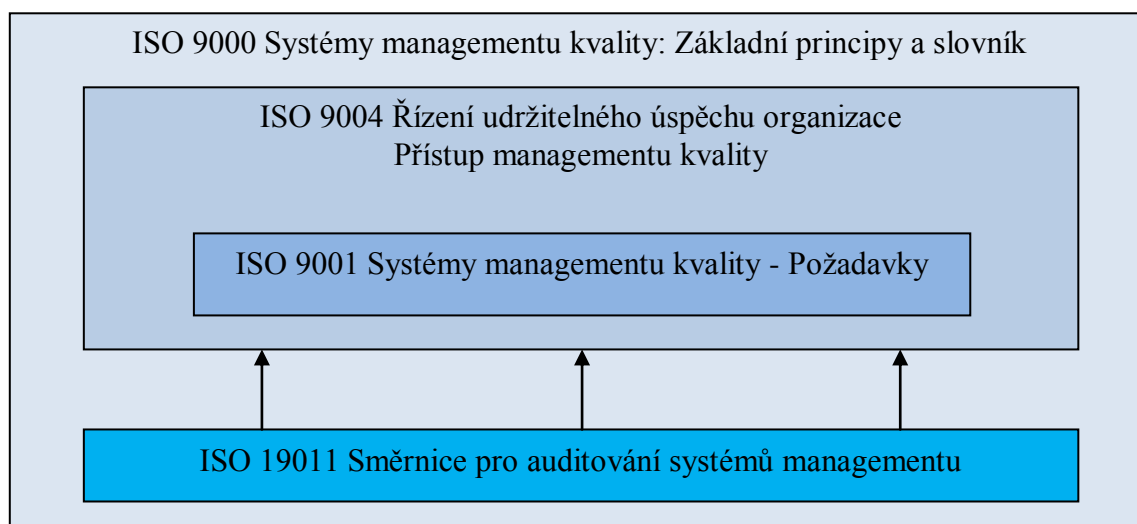 ISO 9000 Systémy managementu kvality: Základní principy a slovník
ISO 9004 Řízení udržitelného úspěchu organizace
Přístup managementu kvality
ISO 9001 Systémy managementu kvality - Požadavky
ISO 19011 Směrnice pro auditování systémů managementu